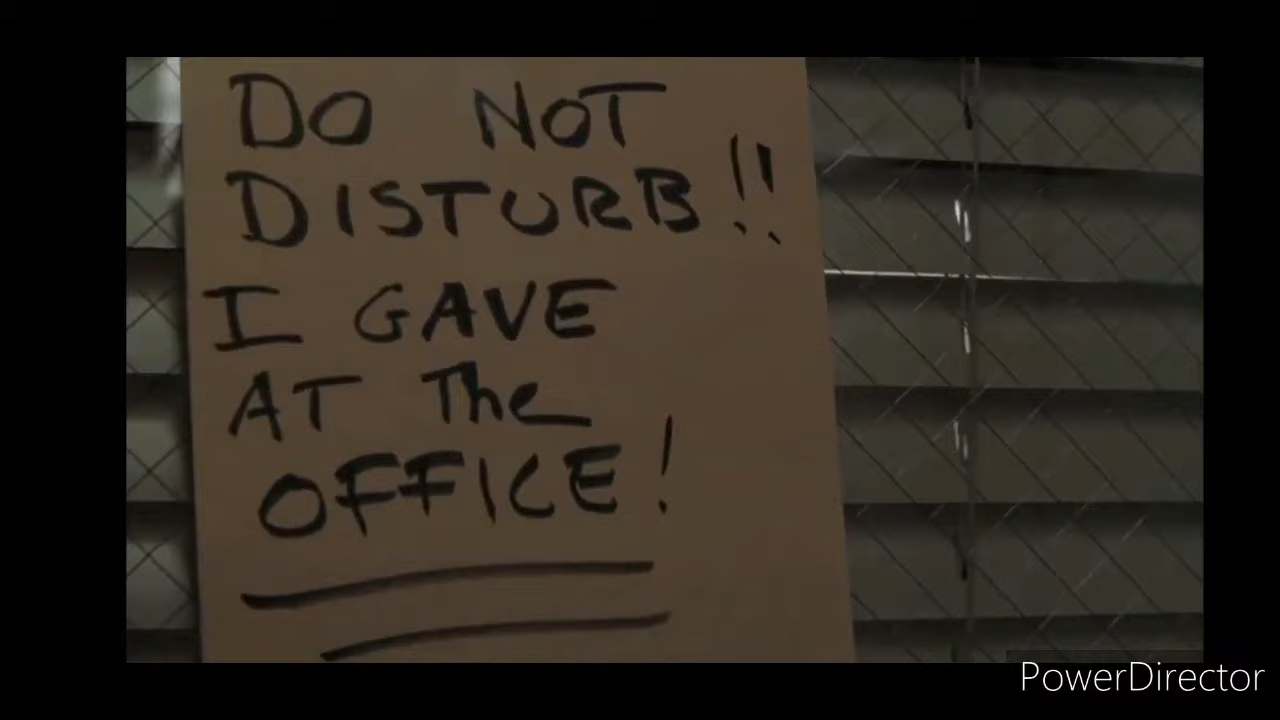 DO NOT
DISTURB!!
I GAVE
AT The
OFFICE!
PowerDirector